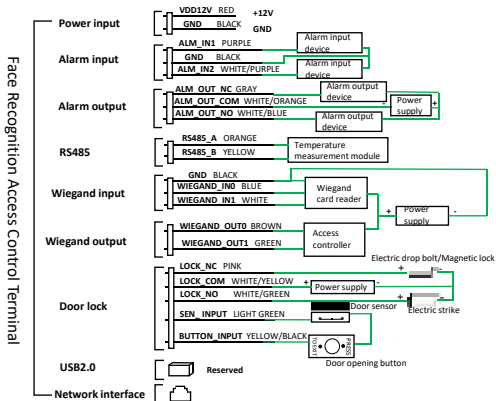 Face Recognition Access Control Terminal
Power input
VDD12V RED +12V
GND BLACK GND
Alarm input
ALM_IN1 PURPLE
GND BLACK
ALM_IN2 WHITE/PURPLE
Alarm input
device
Alarm input
device
Alarm output
ALM_OUT_NC GRAY
ALM_OUT_COM WHITE/ORANGE
ALM_OUT_NO WHITE/BLUE
Alarm output
device
- Power +
supply
Alarm output
device
RS485
RS485_A ORANGE
RS485_B YELLOW
Temperature
measurement module
Wiegand input
GND BLACK
WIEGAND_IN0 BLUE
WIEGAND_IN1 WHITE
Wiegand
card reader
+ Power -
supply
Wiegand output
WIEGAND_OUT0 BROWN
WIEGAND_OUT1 GREEN
Access
controller
Door lock
LOCK_NC PINK
LOCK_COM WHITE/YELLOW
LOCK_NO WHITE/GREEN
SEN_INPUT LIGHT GREEN
BUTTON_INPUT YELLOW/BLACK
Electric drop bolt/Magnetic lock
+ -
+ Power supply -
+ -
Electric strike
Door sensor
TO EXIT
PRESS
Door opening button
USB2.0
Reserved
Network interface